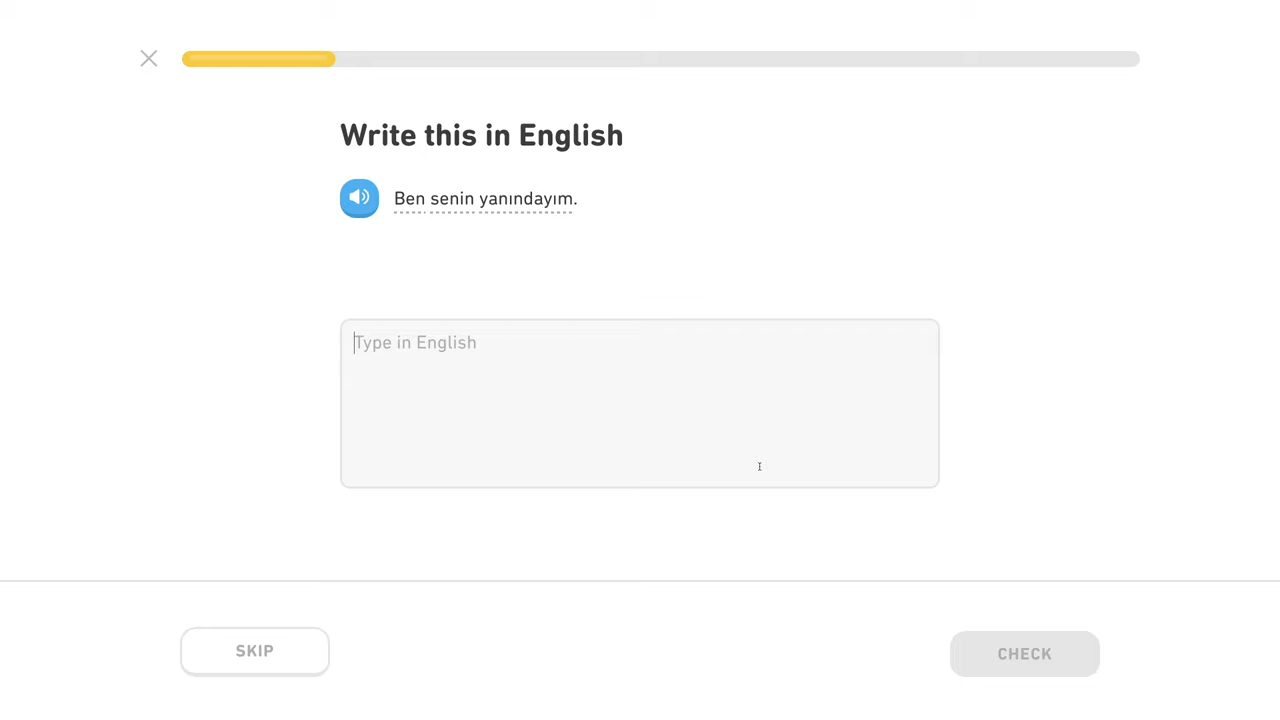 Write this in English
Ben senin yanındayım.
Type in English
SKIP
CHECK